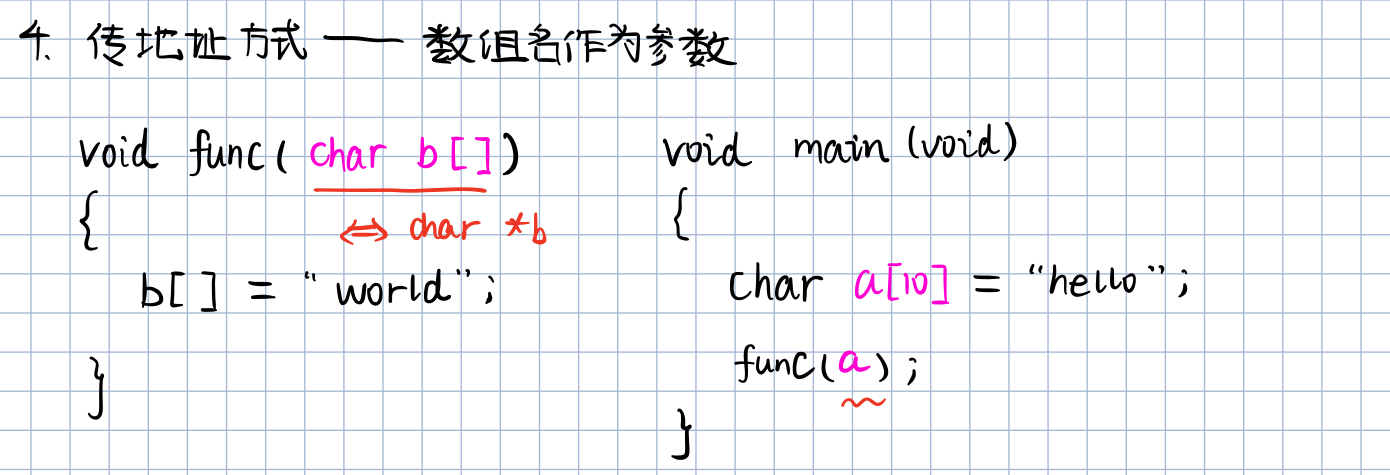 4. 传地址方式 —— 数组名作为参数
void func( char b[])
{
⇔ char *b
b[ ] = "world";
}
void main (void)
{
char a[10] = "hello";
func(a);
}